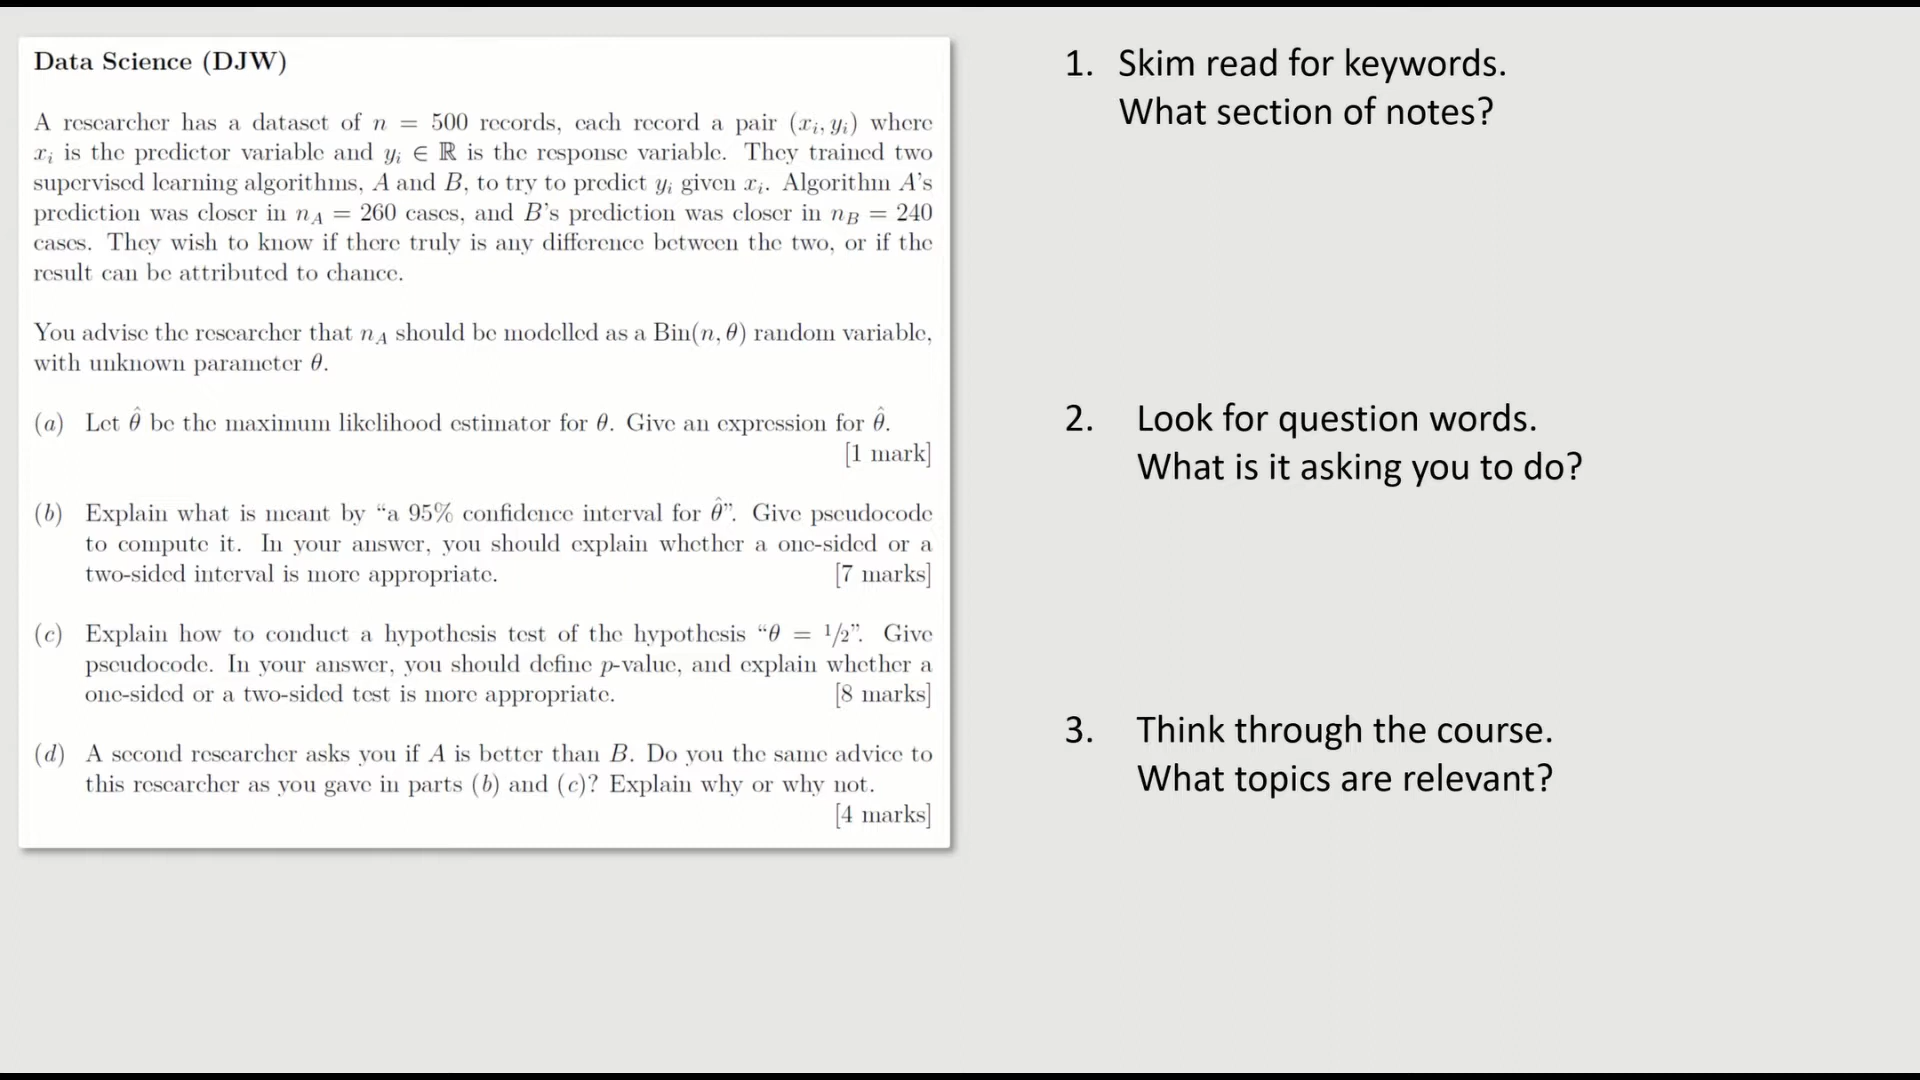 Data Science (DJW)
A researcher has a dataset of n = 500 records, each record a pair (xᵢ, yᵢ) where
xᵢ is the predictor variable and yᵢ ∈ ℝ is the response variable. They trained two
supervised learning algorithms, A and B, to try to predict yᵢ given xᵢ. Algorithm A's
prediction was closer in n_A = 260 cases, and B's prediction was closer in n_B = 240
cases. They wish to know if there truly is any difference between the two, or if the
result can be attributed to chance.
You advise the researcher that n_A should be modelled as a Bin(n, θ) random variable,
with unknown parameter θ.
(a) Let θ̂ be the maximum likelihood estimator for θ. Give an expression for θ̂.
[1 mark]
(b) Explain what is meant by “a 95% confidence interval for θ̂”. Give pseudocode
to compute it. In your answer, you should explain whether a one-sided or a
two-sided interval is more appropriate. [7 marks]
(c) Explain how to conduct a hypothesis test of the hypothesis “θ = 1/2”. Give
pseudocode. In your answer, you should define p-value, and explain whether a
one-sided or a two-sided test is more appropriate. [8 marks]
(d) A second researcher asks you if A is better than B. Do you the same advice to
this researcher as you gave in parts (b) and (c)? Explain why or why not.
[4 marks]
1. Skim read for keywords.
What section of notes?
2. Look for question words.
What is it asking you to do?
3. Think through the course.
What topics are relevant?